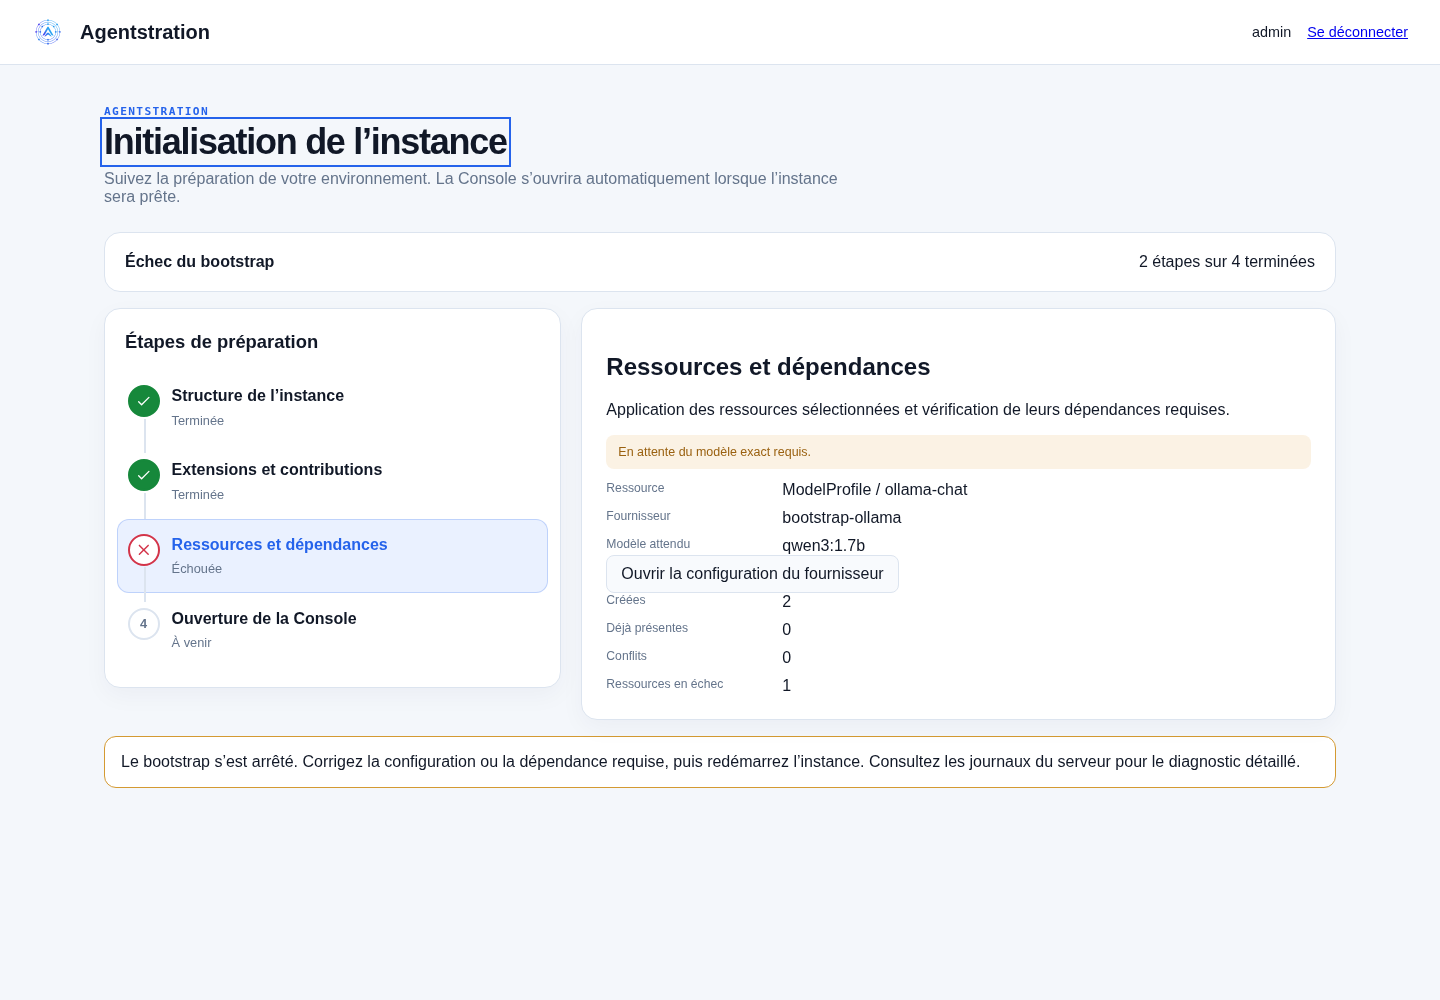 Agentstration
admin
Se déconnecter
AGENTSTRATION
Initialisation de l’instance
Suivez la préparation de votre environnement. La Console s’ouvrira automatiquement lorsque l’instance
sera prête.
Échec du bootstrap
2 étapes sur 4 terminées
Étapes de préparation
Structure de l’instance
Terminée
Extensions et contributions
Terminée
Ressources et dépendances
Échouée
4
Ouverture de la Console
À venir
Ressources et dépendances
Application des ressources sélectionnées et vérification de leurs dépendances requises.
En attente du modèle exact requis.
Ressource
ModelProfile / ollama-chat
Fournisseur
bootstrap-ollama
Modèle attendu
qwen3:1.7b
Ouvrir la configuration du fournisseur
Créées
2
Déjà présentes
0
Conflits
0
Ressources en échec
1
Le bootstrap s’est arrêté. Corrigez la configuration ou la dépendance requise, puis redémarrez l’instance. Consultez les journaux du serveur pour le diagnostic détaillé.